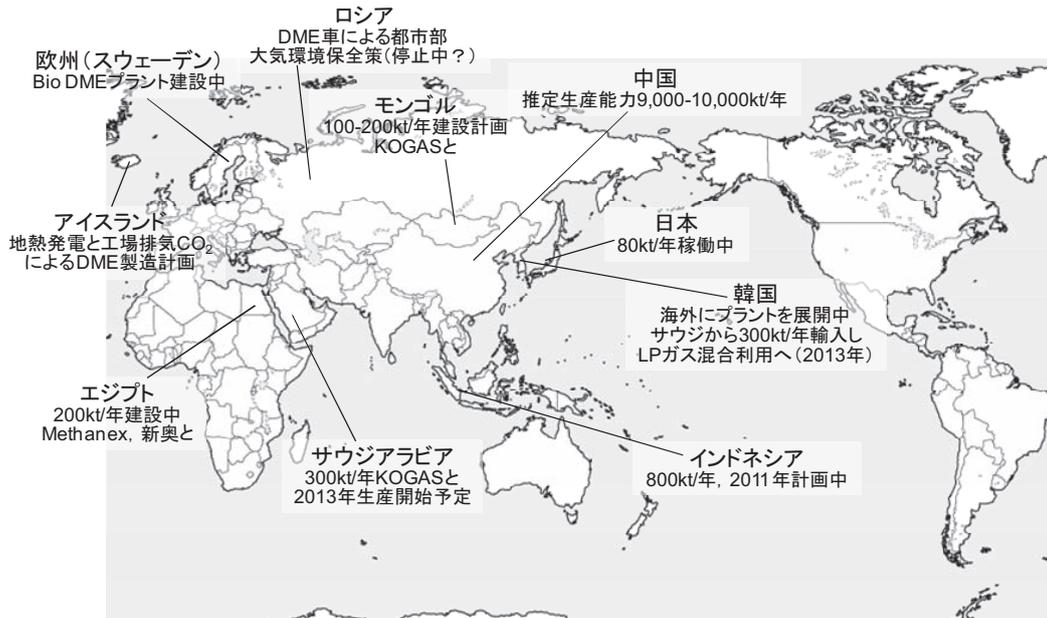 ロシア
DME車による都市部
大気環境保全策(停止中？)
欧州(スウェーデン)
Bio DMEプラント建設中
中国
推定生産能力9,000-10,000kt/年
モンゴル
100-200kt/年建設計画
KOGASと
アイスランド
地熱発電と工場排気CO₂
によるDME製造計画
日本
80kt/年稼働中
韓国
海外にプラントを展開中
サウジから300kt/年輸入し
LPガス混合利用へ(2013年)
エジプト
200kt/年建設中
Methanex, 新奥と
サウジアラビア
300kt/年KOGASと
2013年生産開始予定
インドネシア
800kt/年, 2011年計画中